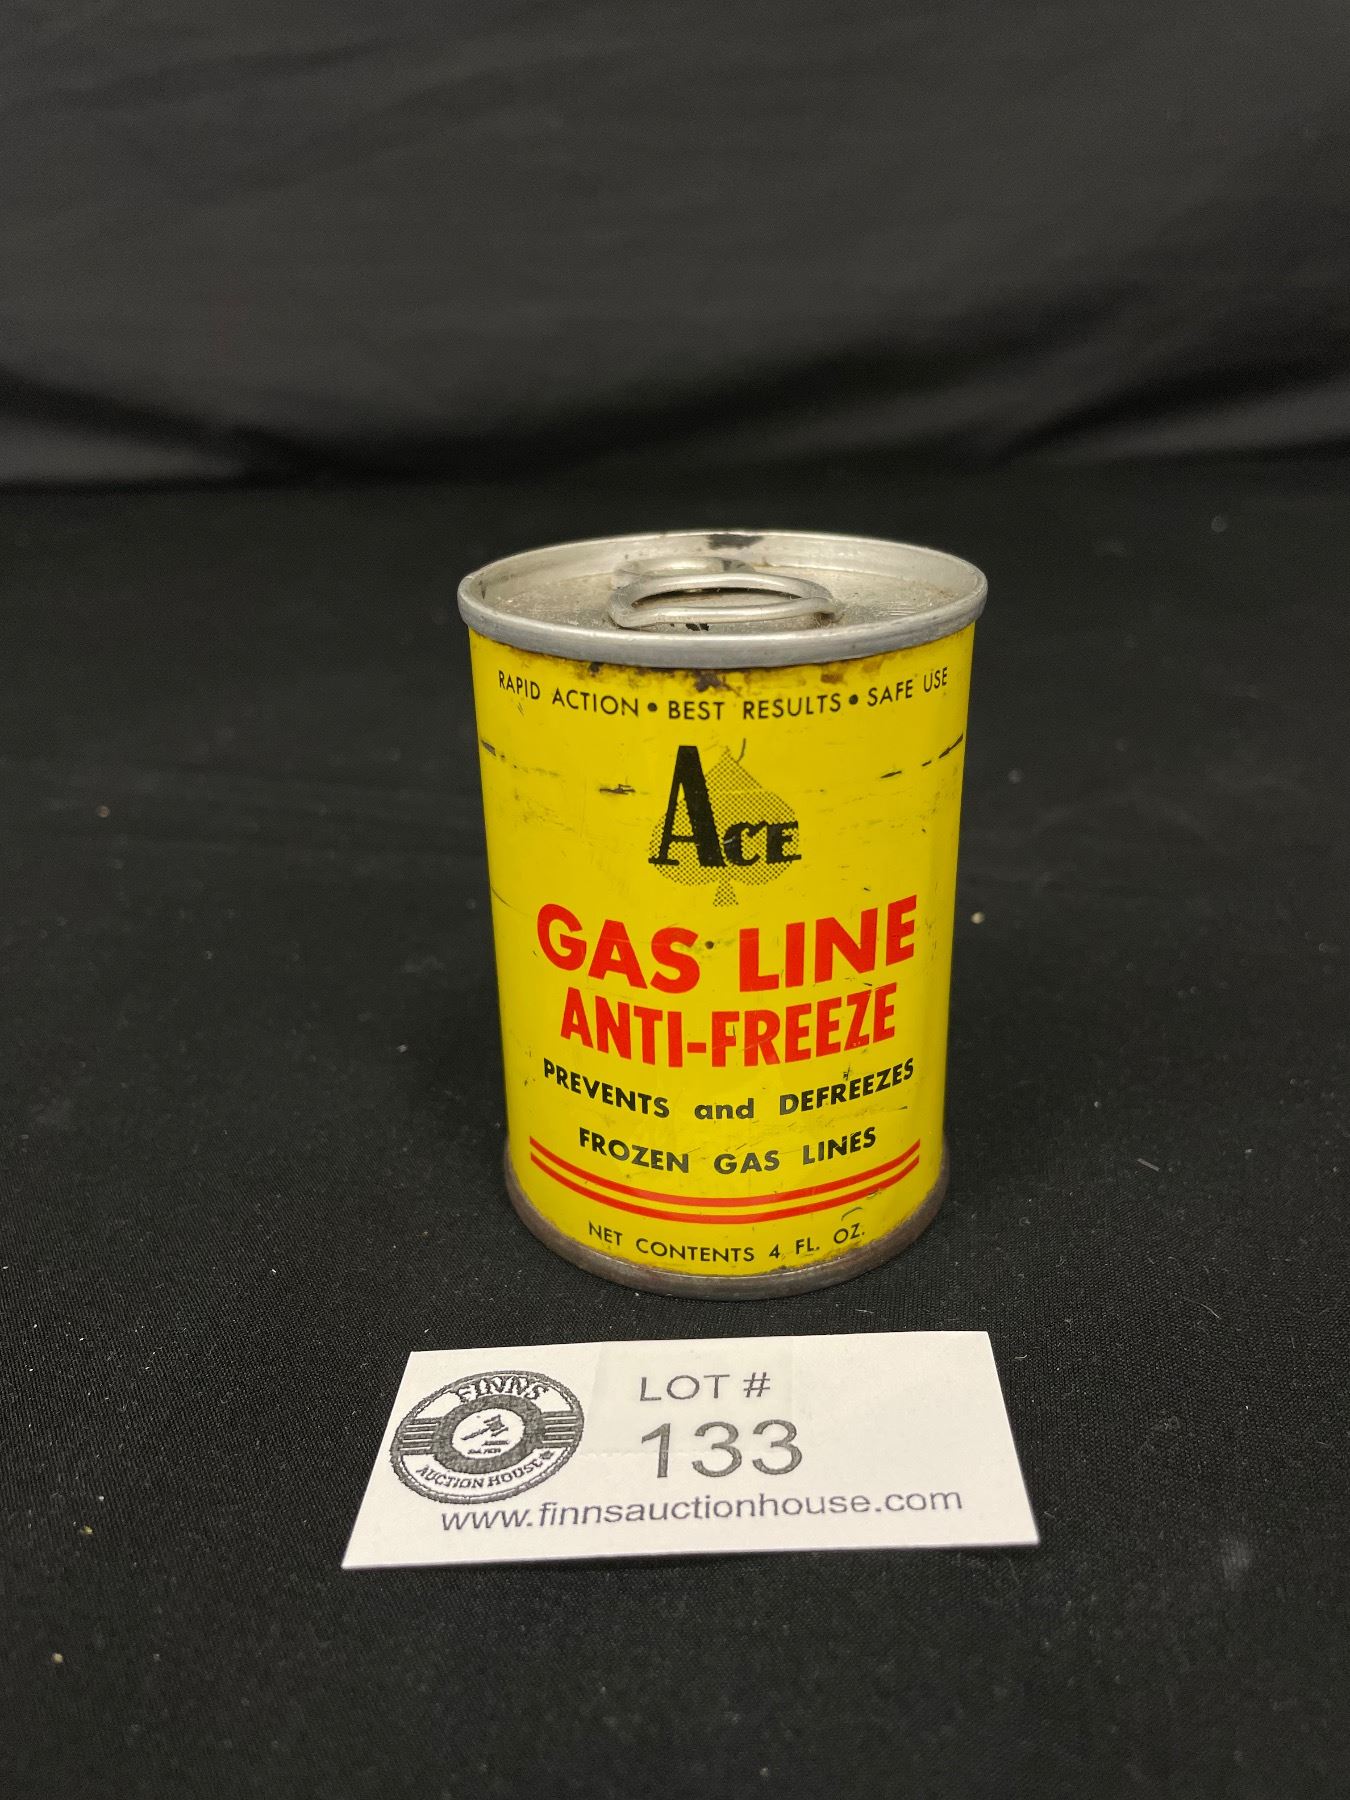 RAPID ACTION • BEST RESULTS • SAFE USE
ACE
GAS LINE
ANTI-FREEZE
PREVENTS and DEFREEZES
FROZEN GAS LINES
NET CONTENTS 4 FL. OZ.
FINNS
AUCTION HOUSE
LOT #
133
www.finnsauctionhouse.com